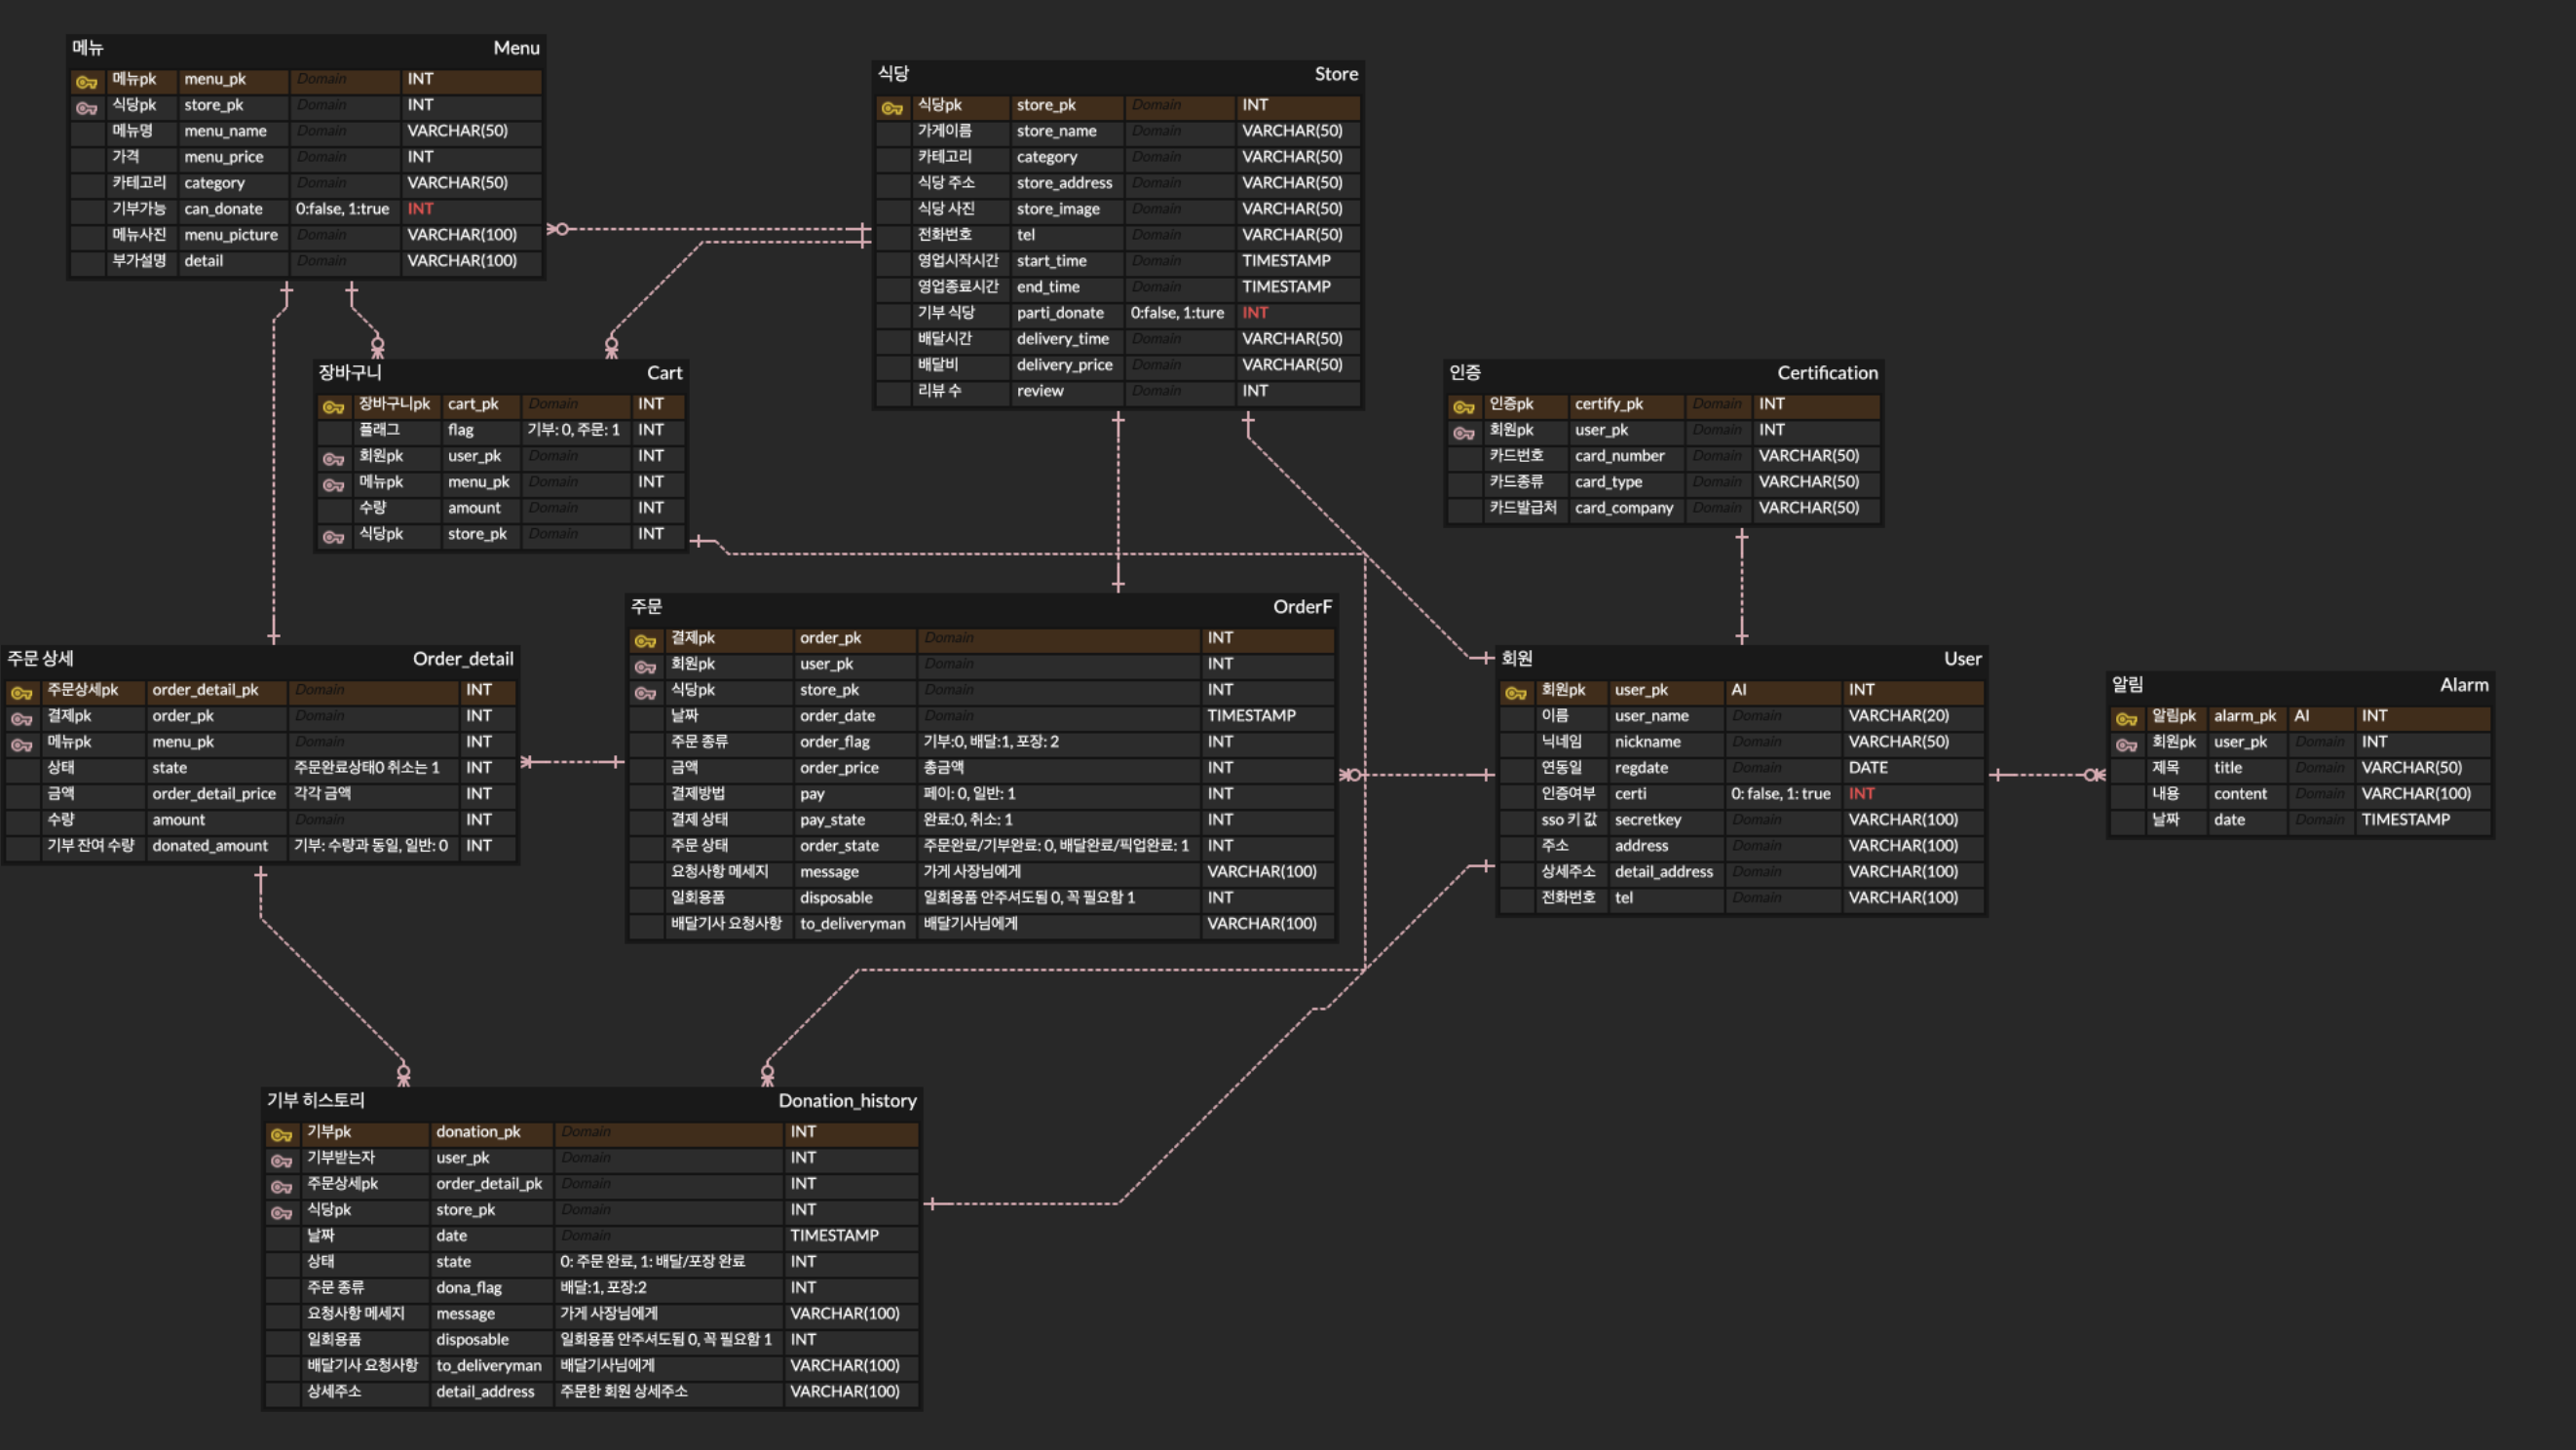 메뉴 Menu
메뉴pk menu_pk Domain INT
식당pk store_pk Domain INT
메뉴명 menu_name Domain VARCHAR(50)
가격 menu_price Domain INT
카테고리 category Domain VARCHAR(50)
기부가능 can_donate 0:false, 1:true INT
메뉴사진 menu_picture Domain VARCHAR(100)
부가설명 detail Domain VARCHAR(100)
식당 Store
식당pk store_pk Domain INT
가게이름 store_name Domain VARCHAR(50)
카테고리 category Domain VARCHAR(50)
식당 주소 store_address Domain VARCHAR(50)
식당 사진 store_image Domain VARCHAR(50)
전화번호 tel Domain VARCHAR(50)
영업시작시간 start_time Domain TIMESTAMP
영업종료시간 end_time Domain TIMESTAMP
기부 식당 parti_donate 0:false, 1:ture INT
배달시간 delivery_time Domain VARCHAR(50)
배달비 delivery_price Domain VARCHAR(50)
리뷰 수 review Domain INT
장바구니 Cart
장바구니pk cart_pk Domain INT
플래그 flag 기부: 0, 주문: 1 INT
회원pk user_pk Domain INT
메뉴pk menu_pk Domain INT
수량 amount Domain INT
식당pk store_pk Domain INT
인증 Certification
인증pk certify_pk Domain INT
회원pk user_pk Domain INT
카드번호 card_number Domain VARCHAR(50)
카드종류 card_type Domain VARCHAR(50)
카드발급처 card_company Domain VARCHAR(50)
주문 상세 Order_detail
주문상세pk order_detail_pk Domain INT
결제pk order_pk Domain INT
메뉴pk menu_pk Domain INT
상태 state 주문완료상태0 취소는 1 INT
금액 order_detail_price 각각 금액 INT
수량 amount Domain INT
기부 잔여 수량 donated_amount 기부: 수량과 동일, 일반: 0 INT
주문 OrderF
결제pk order_pk Domain INT
회원pk user_pk Domain INT
식당pk store_pk Domain INT
날짜 order_date Domain TIMESTAMP
주문 종류 order_flag 기부:0, 배달:1, 포장: 2 INT
금액 order_price 총금액 INT
결제방법 pay 페이: 0, 일반: 1 INT
결제 상태 pay_state 완료:0, 취소: 1 INT
주문 상태 order_state 주문완료/기부완료: 0, 배달완료/픽업완료: 1 INT
요청사항 메세지 message 가게 사장님에게 VARCHAR(100)
일회용품 disposable 일회용품 안주셔도됨 0, 꼭 필요함 1 INT
배달기사 요청사항 to_deliveryman 배달기사님에게 VARCHAR(100)
회원 User
회원pk user_pk AI INT
이름 user_name Domain VARCHAR(20)
닉네임 nickname Domain VARCHAR(50)
연동일 regdate Domain DATE
인증여부 certi 0: false, 1: true INT
sso 키 값 secretkey Domain VARCHAR(100)
주소 address Domain VARCHAR(100)
상세주소 detail_address Domain VARCHAR(100)
전화번호 tel Domain VARCHAR(100)
알림 Alarm
알림pk alarm_pk AI INT
회원pk user_pk Domain INT
제목 title Domain VARCHAR(50)
내용 content Domain VARCHAR(100)
날짜 date Domain TIMESTAMP
기부 히스토리 Donation_history
기부pk donation_pk Domain INT
기부받는자 user_pk Domain INT
주문상세pk order_detail_pk Domain INT
식당pk store_pk Domain INT
날짜 date Domain TIMESTAMP
상태 state 0: 주문 완료, 1: 배달/포장 완료 INT
주문 종류 dona_flag 배달:1, 포장:2 INT
요청사항 메세지 message 가게 사장님에게 VARCHAR(100)
일회용품 disposable 일회용품 안주셔도됨 0, 꼭 필요함 1 INT
배달기사 요청사항 to_deliveryman 배달기사님에게 VARCHAR(100)
상세주소 detail_address 주문한 회원 상세주소 VARCHAR(100)